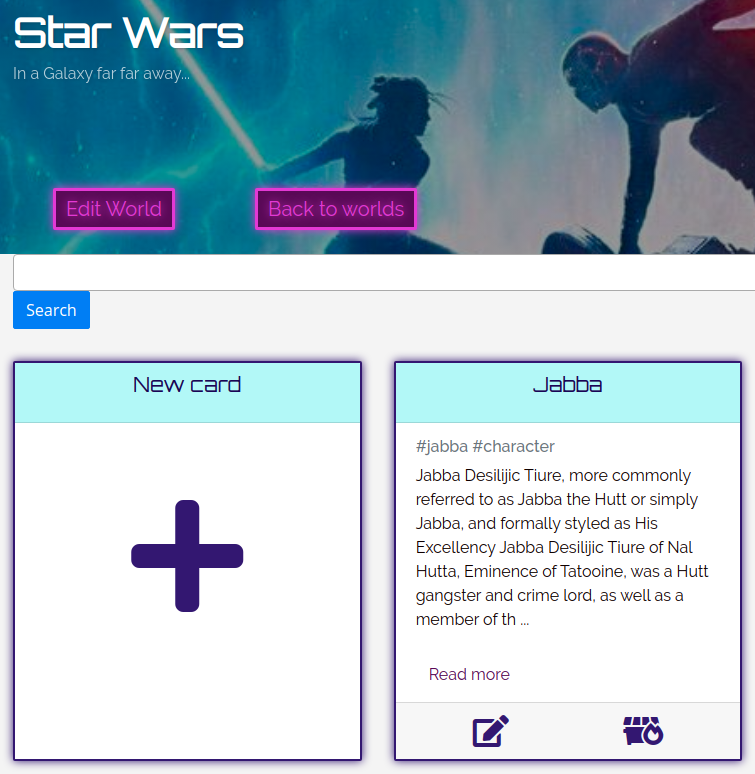 Star Wars
In a Galaxy far far away...
Edit World
Back to worlds
Search
New card
Jabba
#jabba #character
Jabba Desilijic Tiure, more commonly
referred to as Jabba the Hutt or simply
Jabba, and formally styled as His
Excellency Jabba Desilijic Tiure of Nal
Hutta, Eminence of Tatooine, was a Hutt
gangster and crime lord, as well as a
member of th ...
Read more